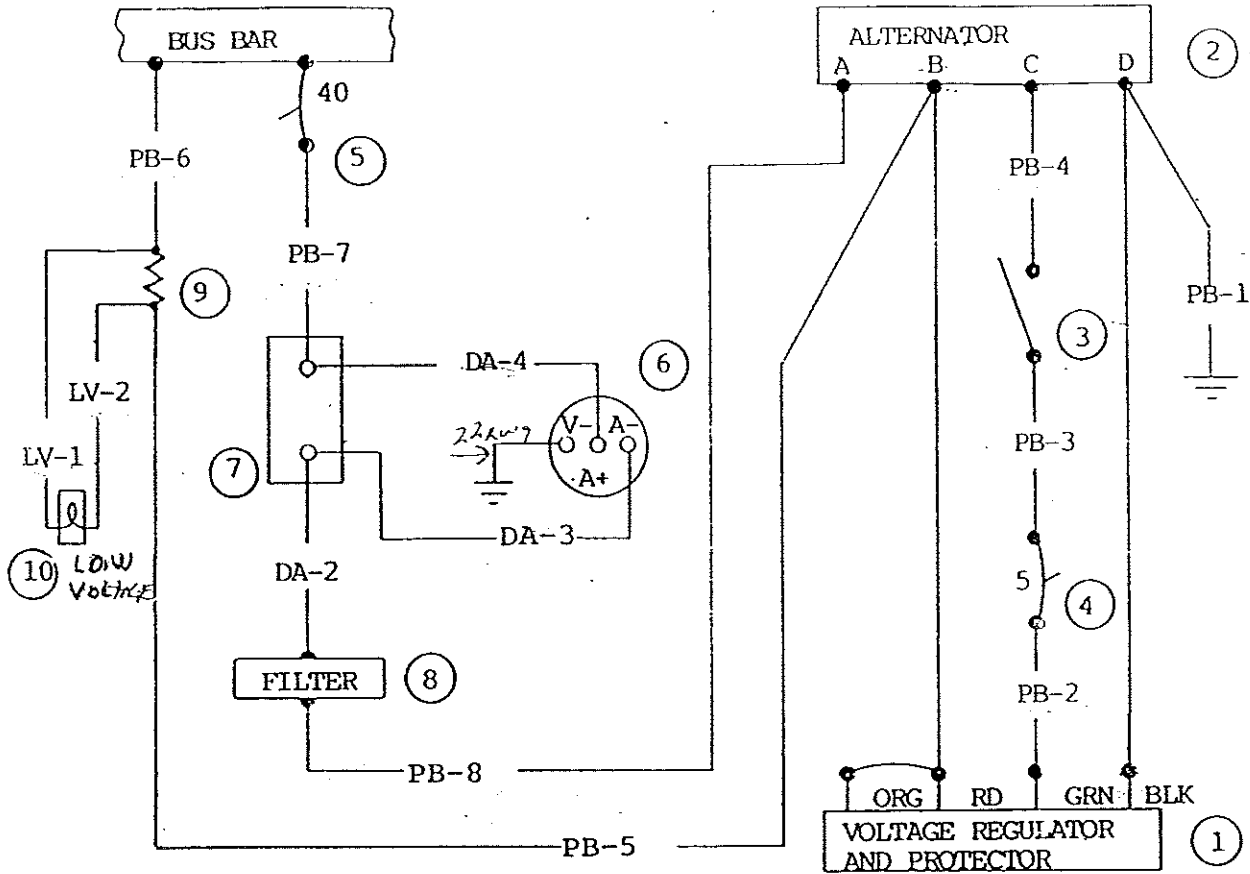 BUS BAR
ALTERNATOR
2
A B C D
40
5
PB-6
PB-4
PB-7
9
PB-1
3
DA-4
6
LV-2
V- A-
22AWG
A+
PB-3
LV-1
7
DA-3
10 LOW
VOLTAGE
DA-2
5
4
FILTER
8
PB-2
PB-8
ORG RD GRN BLK
PB-5
VOLTAGE REGULATOR
AND PROTECTOR
1